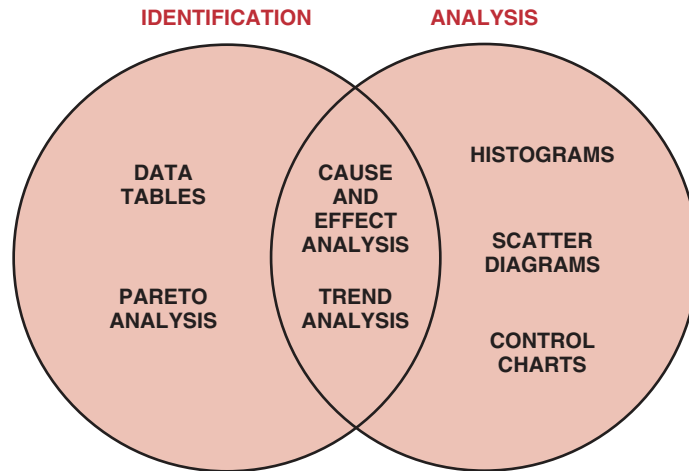 IDENTIFICATION
ANALYSIS
DATA
TABLES
PARETO
ANALYSIS
CAUSE
AND
EFFECT
ANALYSIS
TREND
ANALYSIS
HISTOGRAMS
SCATTER
DIAGRAMS
CONTROL
CHARTS